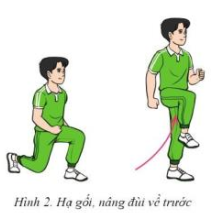 Hình 2. Hạ gối, nâng đùi về trước